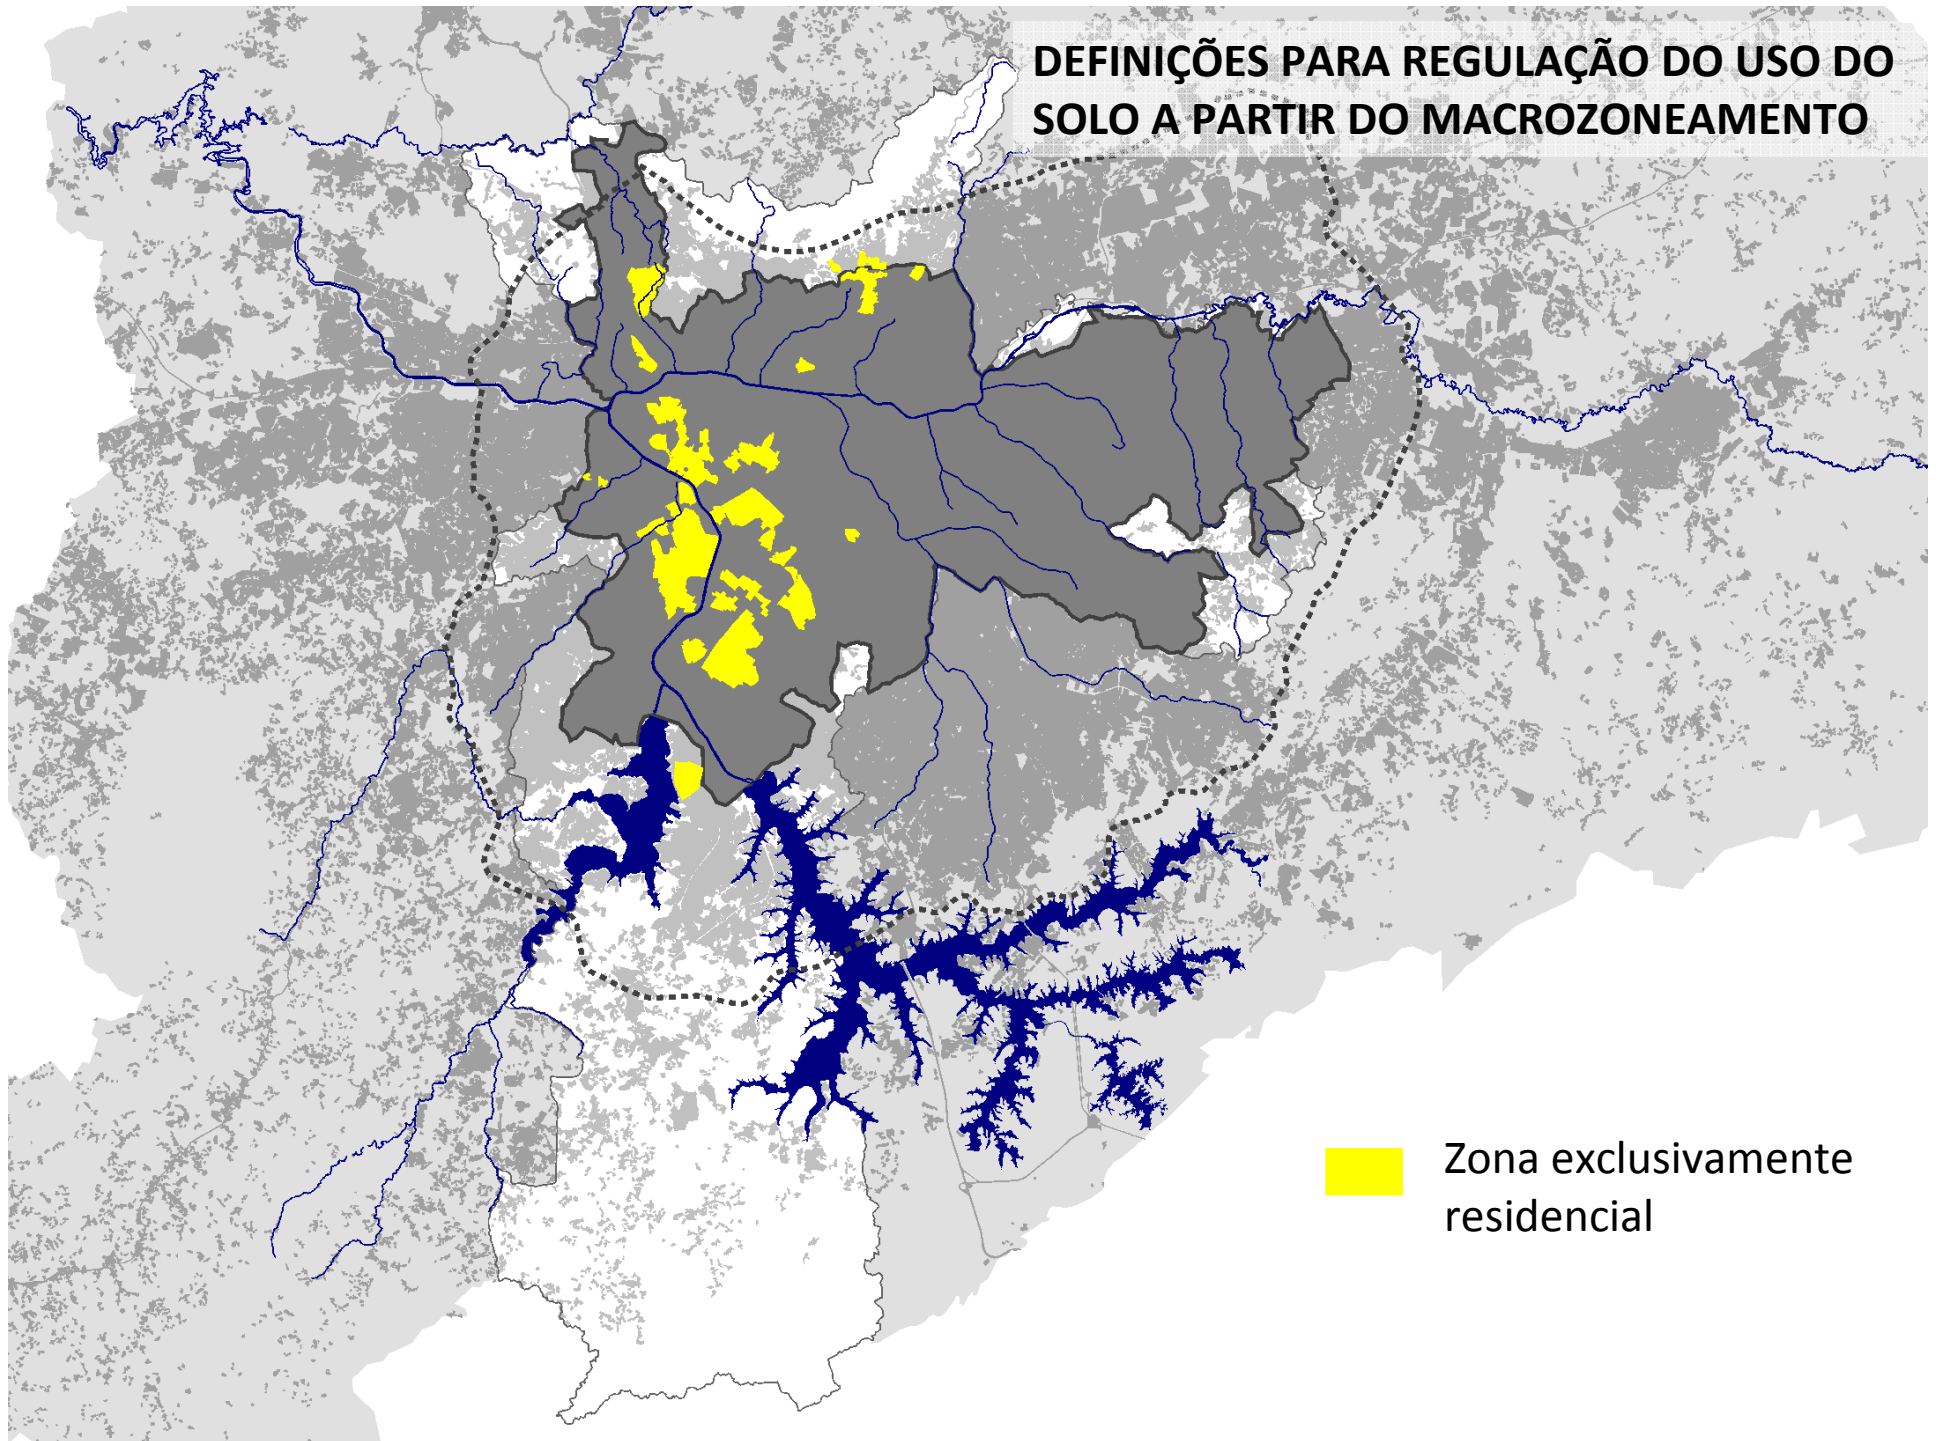 DEFINIÇÕES PARA REGULAÇÃO DO USO DO
SOLO A PARTIR DO MACROZONEAMENTO
Zona exclusivamente
residencial